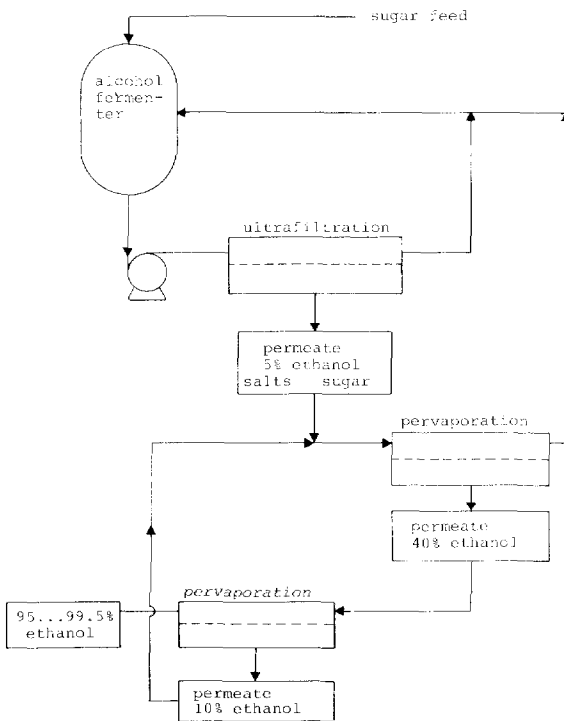 sugar feed
alcohol
fermen-
ter
ultrafiltration
permeate
5% ethanol
salts sugar
pervaporation
permeate
40% ethanol
pervaporation
95...99.5%
ethanol
permeate
10% ethanol